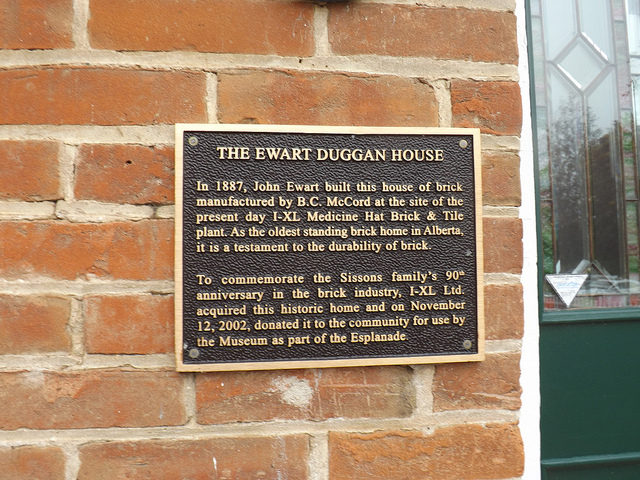 THE EWART DUGGAN HOUSE
In 1887, John Ewart built this house of brick
manufactured by B.C. McCord at the site of the
present day I-XL Medicine Hat Brick & Tile
plant. As the oldest standing brick home in Alberta,
it is a testament to the durability of brick.
To commemorate the Sissons family's 90th
anniversary in the brick industry, I-XL Ltd.
acquired this historic home and on November
12, 2002, donated it to the community for use by
the Museum as part of the Esplanade.